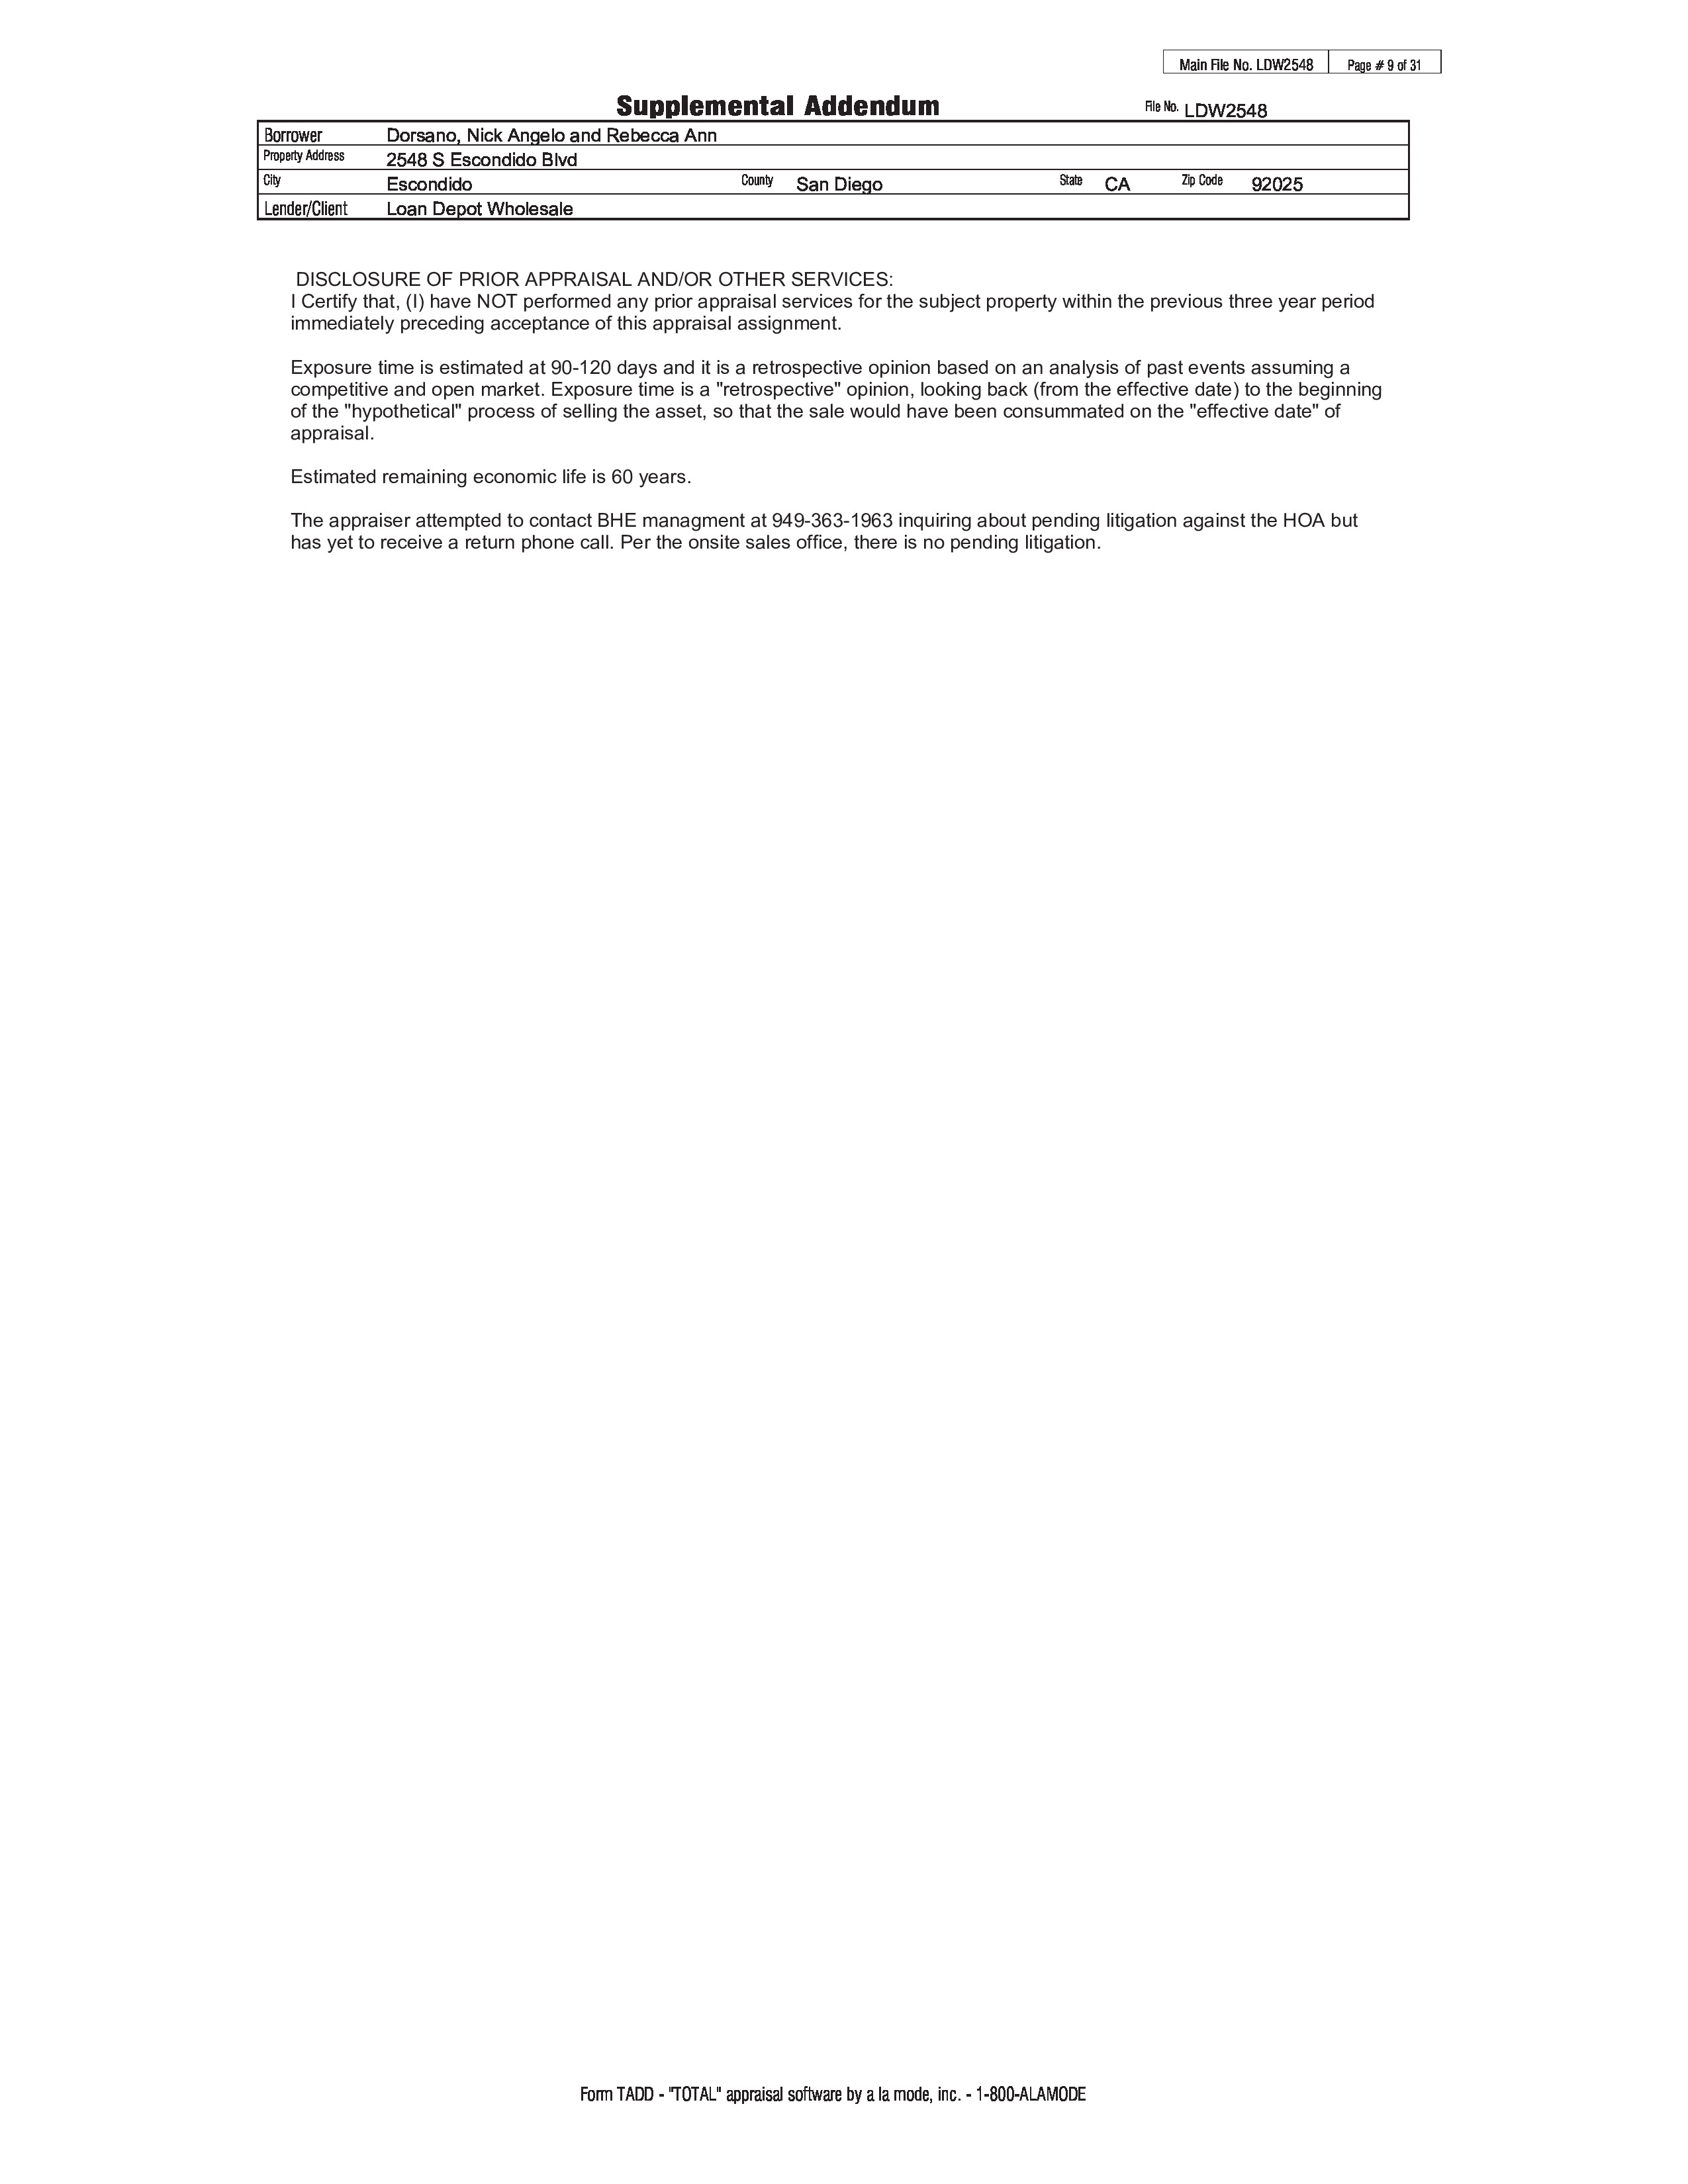 Main File No. LDW2548 Page # 9 of 31
Supplemental Addendum File No. LDW2548
Borrower Dorsano, Nick Angelo and Rebecca Ann
Property Address 2548 S Escondido Blvd
City Escondido County San Diego State CA Zip Code 92025
Lender/Client Loan Depot Wholesale
DISCLOSURE OF PRIOR APPRAISAL AND/OR OTHER SERVICES:
I Certify that, (I) have NOT performed any prior appraisal services for the subject property within the previous three year period
immediately preceding acceptance of this appraisal assignment.
Exposure time is estimated at 90-120 days and it is a retrospective opinion based on an analysis of past events assuming a
competitive and open market. Exposure time is a "retrospective" opinion, looking back (from the effective date) to the beginning
of the "hypothetical" process of selling the asset, so that the sale would have been consummated on the "effective date" of
appraisal.
Estimated remaining economic life is 60 years.
The appraiser attempted to contact BHE managment at 949-363-1963 inquiring about pending litigation against the HOA but
has yet to receive a return phone call. Per the onsite sales office, there is no pending litigation.
Form TADD - "TOTAL" appraisal software by a la mode, inc. - 1-800-ALAMODE